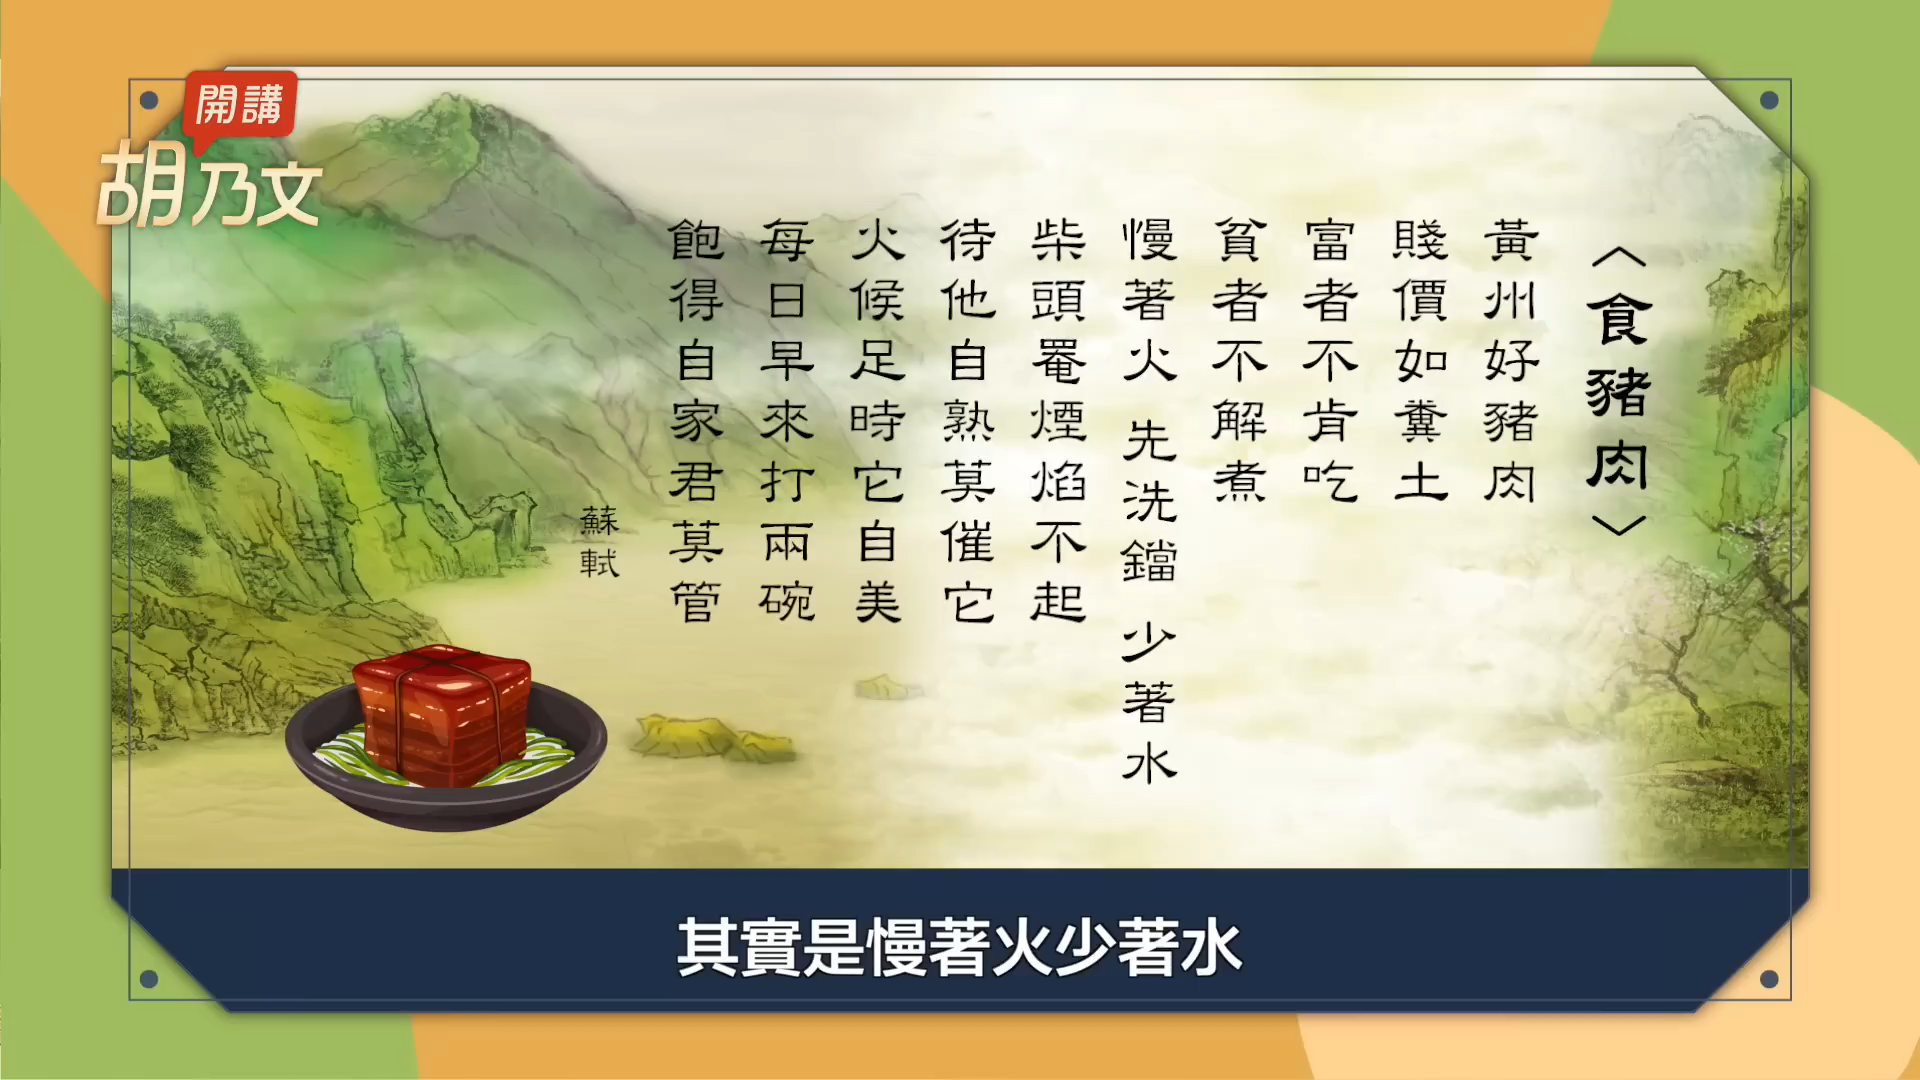 開講
胡乃文
〈食豬肉〉
黃州好豬肉
賤價如糞土
富者不肯吃
貧者不解煮
慢著火 先洗鐺 少著水
柴頭罨煙焰不起
待他自熟莫催它
火候足時它自美
每日早來打兩碗
飽得自家君莫管
蘇軾
其實是慢著火少著水